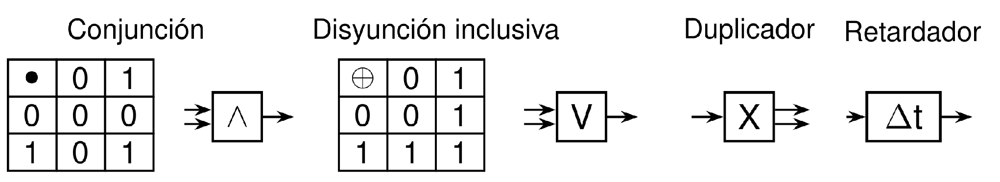 Conjunción Disyunción inclusiva Duplicador Retardador
• 0 1
0 0 0
1 0 1
∧
⊕ 0 1
0 0 1
1 1 1
V
X
Δt